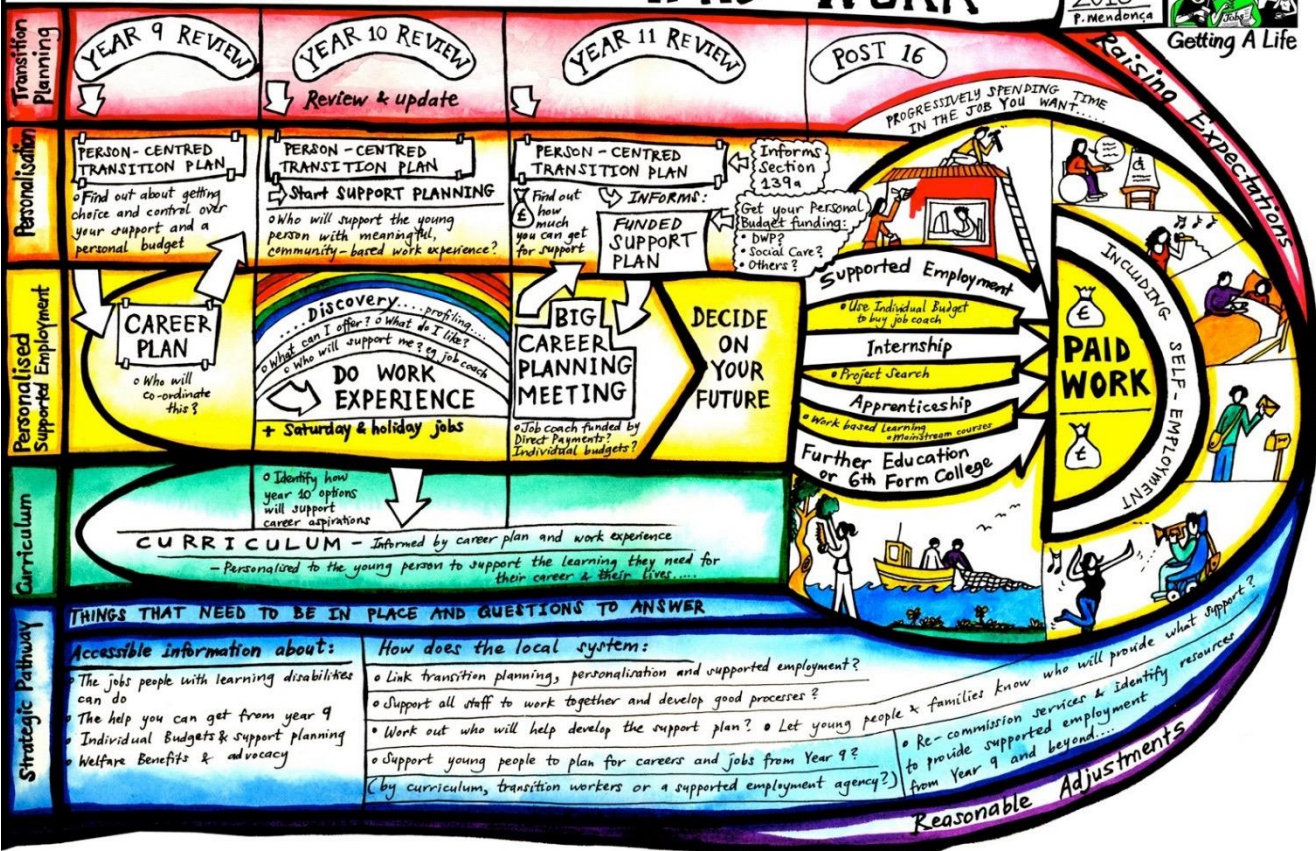 WORK
2013
P. Mendonça
Jobs
Getting A Life
Transition
Planning
YEAR 9 REVIEW
YEAR 10 REVIEW
Review & update
YEAR 11 REVIEW
POST 16
Raising Expectations
PROGRESSIVELY SPENDING TIME
IN THE JOB YOU WANT.....
Personalisation
PERSON-CENTRED
TRANSITION PLAN
Find out about getting
choice and control over
your support and a
personal budget
PERSON-CENTRED
TRANSITION PLAN
Start SUPPORT PLANNING
Who will support the young
person with meaningful,
community-based work experience?
PERSON-CENTRED
TRANSITION PLAN
£
Find out
how
much
you can get
for support
INFORMS:
FUNDED
SUPPORT
PLAN
Informs
Section
139a
Get your Personal
Budget funding:
• DWP?
• Social Care?
• Others?
Personalised
Supported Employment
CAREER
PLAN
Who will
co-ordinate
this?
.....Discovery....profiling...
What can I offer? What do I like?
Who will support me? eg job coach
DO WORK
EXPERIENCE
+ Saturday & holiday jobs
BIG
CAREER
PLANNING
MEETING
Job coach funded by
Direct Payments?
Individual budgets?
DECIDE
ON
YOUR
FUTURE
Supported Employment
• Use Individual Budget
to buy job coach
Internship
• Project Search
Apprenticeship
• Work based learning
• mainstream courses
Further Education
or 6th Form College
£
PAID
WORK
£
INCLUDING SELF-EMPLOYMENT
Curriculum
Identify how
year 10 options
will support
career aspirations
CURRICULUM - Informed by career plan and work experience
- Personalised to the young person to support the learning they need for
their career & their lives.....
Strategic Pathway
THINGS THAT NEED TO BE IN PLACE AND QUESTIONS TO ANSWER
Accessible information about:
• The jobs people with learning disabilities
can do
• The help you can get from year 9
• Individual Budgets & support planning
• Welfare Benefits & advocacy
How does the local system:
• Link transition planning, personalisation and supported employment?
• Support all staff to work together and develop good processes?
• Work out who will help develop the support plan? • Let young people & families know who will provide what support?
• Support young people to plan for careers and jobs from Year 9?
(by curriculum, transition workers or a supported employment agency?)
• Re-commission services & identify resources
to provide supported employment
from Year 9 and beyond....
Reasonable Adjustments